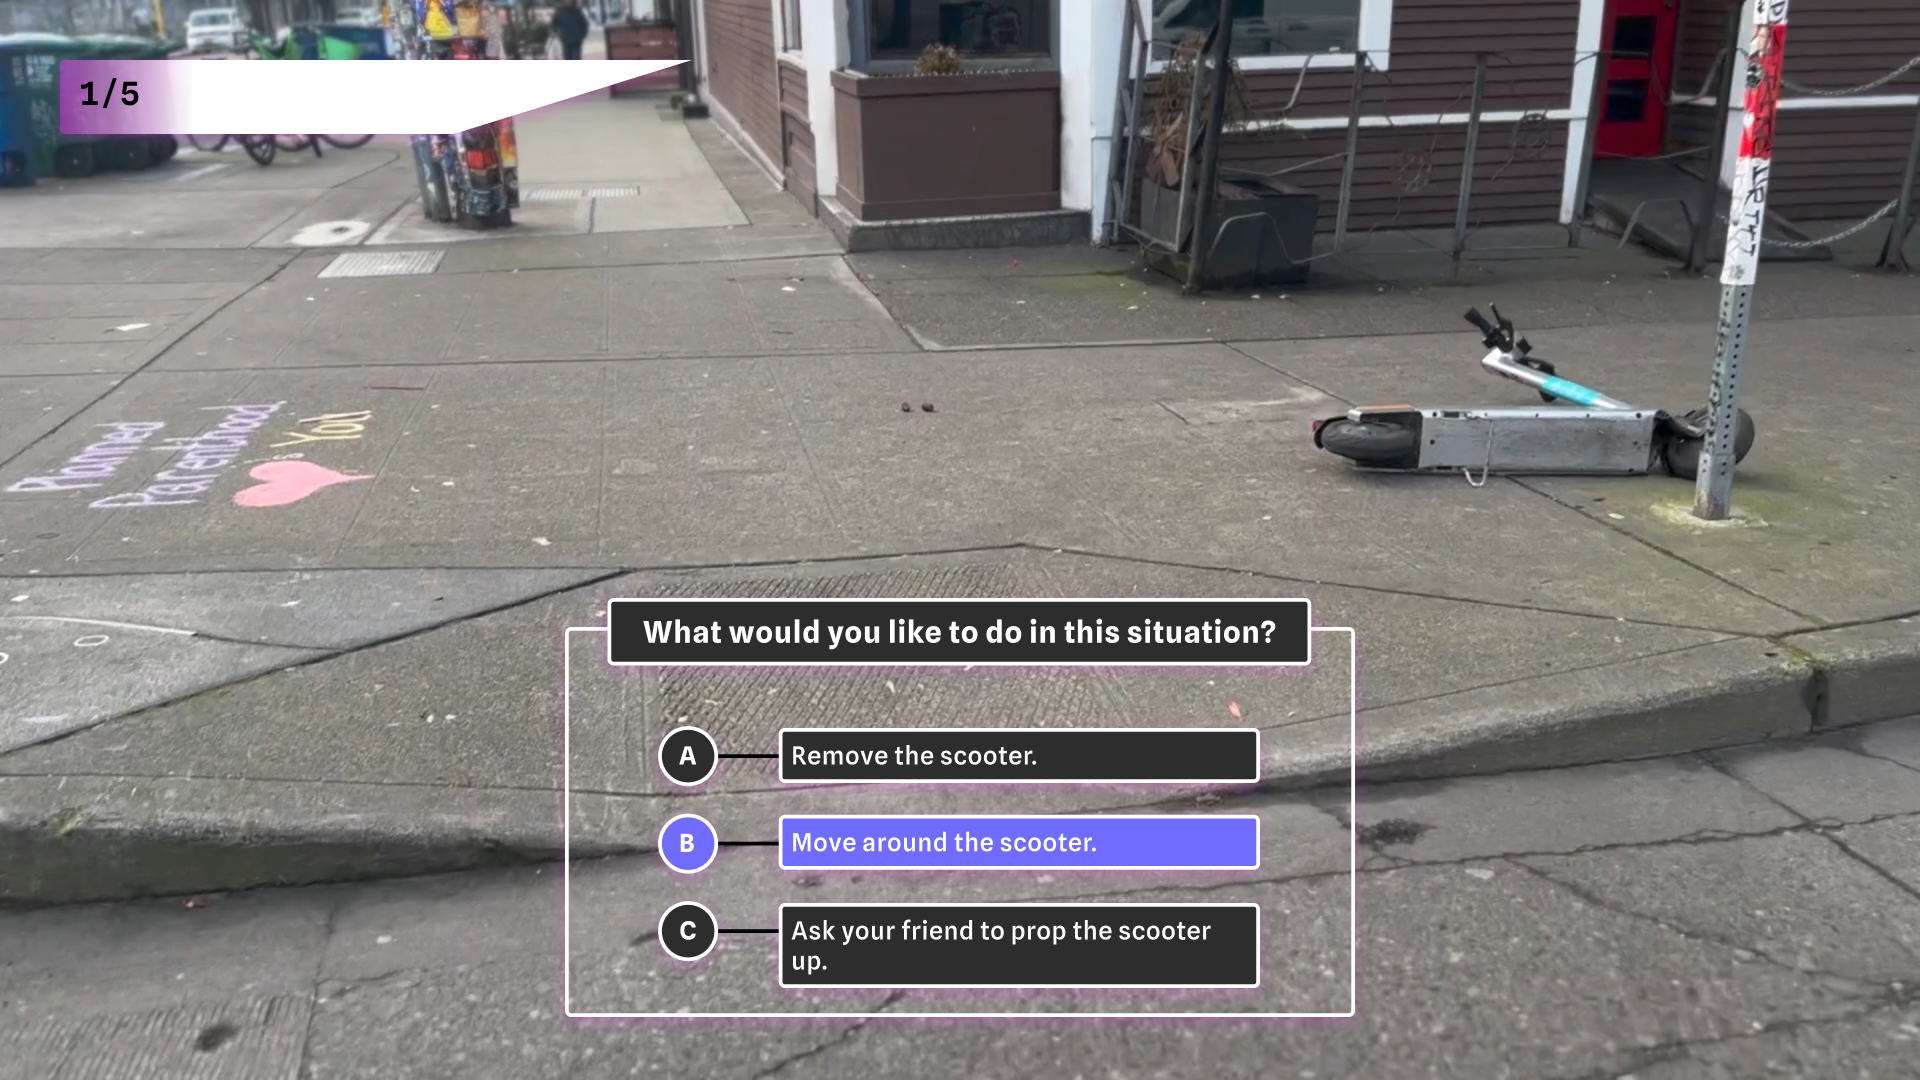 1/5
Planned
Parenthood
♥s You!
What would you like to do in this situation?
A
Remove the scooter.
B
Move around the scooter.
C
Ask your friend to prop the scooter
up.